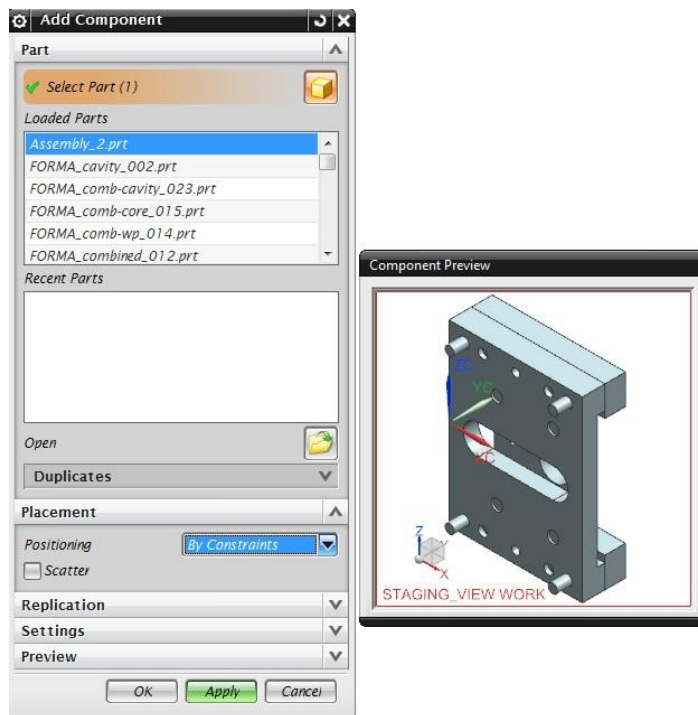 Add Component
Part
Select Part (1)
Loaded Parts
Assembly_2.prt
FORMA_cavity_002.prt
FORMA_comb-cavity_023.prt
FORMA_comb-core_015.prt
FORMA_comb-wp_014.prt
FORMA_combined_012.prt
Recent Parts
Open
Duplicates
Placement
Positioning By Constraints
Scatter
Replication
Settings
Preview
OK Apply Cancel
Component Preview
ZC
YC
XC
Z
Y
X
STAGING_VIEW WORK